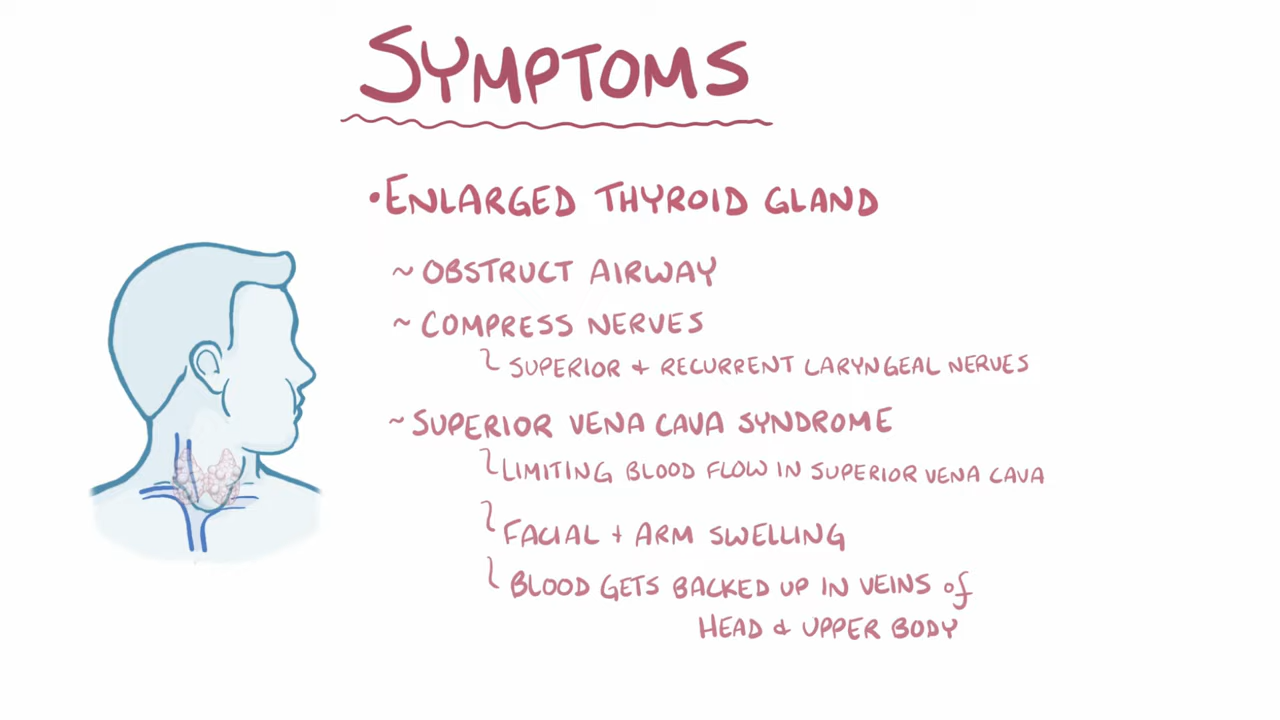 SYMPTOMS
• ENLARGED THYROID GLAND
~ OBSTRUCT AIRWAY
~ COMPRESS NERVES
SUPERIOR & RECURRENT LARYNGEAL NERVES
~ SUPERIOR VENA CAVA SYNDROME
LIMITING BLOOD FLOW IN SUPERIOR VENA CAVA
FACIAL + ARM SWELLING
BLOOD GETS BACKED UP IN VEINS of
HEAD & UPPER BODY